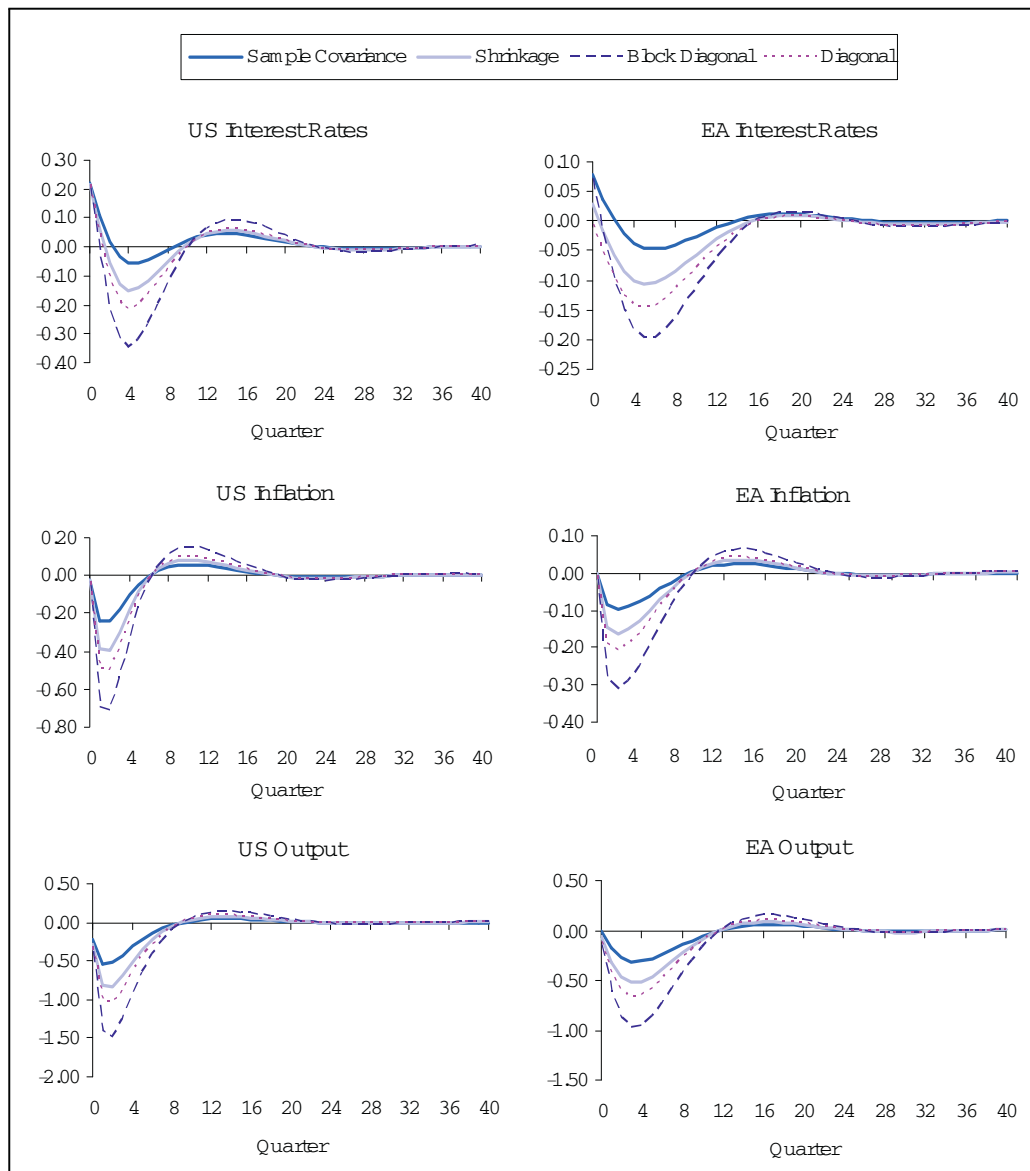 Sample Covariance Shrinkage Block Diagonal Diagonal
US Interest Rates
0.30
0.20
0.10
0.00
-0.10
-0.20
-0.30
-0.40
0 4 8 12 16 20 24 28 32 36 40
Quarter
EA Interest Rates
0.10
0.05
0.00
-0.05
-0.10
-0.15
-0.20
-0.25
0 4 8 12 16 20 24 28 32 36 40
Quarter
US Inflation
0.20
0.00
-0.20
-0.40
-0.60
-0.80
0 4 8 12 16 20 24 28 32 36 40
Quarter
EA Inflation
0.10
0.00
-0.10
-0.20
-0.30
-0.40
0 4 8 12 16 20 24 28 32 36 40
Quarter
US Output
0.50
0.00
-0.50
-1.00
-1.50
-2.00
0 4 8 12 16 20 24 28 32 36 40
Quarter
EA Output
0.50
0.00
-0.50
-1.00
-1.50
0 4 8 12 16 20 24 28 32 36 40
Quarter